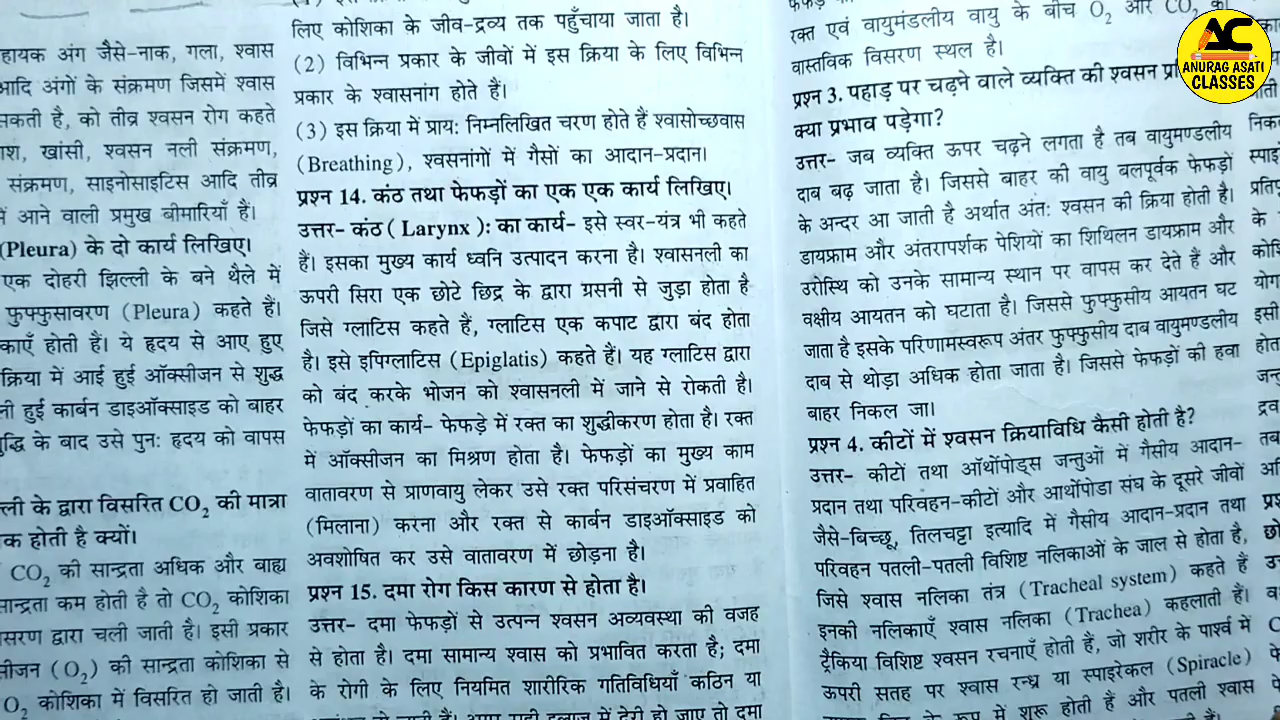 हायक अंग जैसे-नाक, गला, श्वास
आदि अंगों के संक्रमण जिसमें श्वास
सकती है, को तीव्र श्वसन रोग कहते
खांसी, श्वसन नली संक्रमण,
संक्रमण, साइनोसाइटिस आदि तीव्र
में आने वाली प्रमुख बीमारियाँ हैं।
(Pleura) के दो कार्य लिखिए।
एक दोहरी झिल्ली के बने थैले में
फुफ्फुसावरण (Pleura) कहते हैं।
काएँ होती हैं। ये हृदय से आए हुए
क्रिया में आई हुई ऑक्सीजन से शुद्ध
नी हुई कार्बन डाइऑक्साइड को बाहर
द्धि के बाद उसे पुनः हृदय को वापस
ली के द्वारा विसरित CO₂ की मात्रा
क होती है क्यों।
CO₂ की सान्द्रता अधिक और बाह्य
सान्द्रता कम होती है तो CO₂ कोशिका
सरण द्वारा चली जाती है। इसी प्रकार
सीजन (O₂) की सान्द्रता कोशिका से
O₂ कोशिका में विसरित हो जाती है।
लिए कोशिका के जीव-द्रव्य तक पहुँचाया जाता है।
(2) विभिन्न प्रकार के जीवों में इस क्रिया के लिए विभिन्न
प्रकार के श्वासनांग होते हैं।
(3) इस क्रिया में प्राय: निम्नलिखित चरण होते हैं श्वासोच्छवास
(Breathing), श्वसनांगों में गैसों का आदान-प्रदान।
प्रश्न 14. कंठ तथा फेफड़ों का एक एक कार्य लिखिए।
उत्तर- कंठ ( Larynx ): का कार्य- इसे स्वर-यंत्र भी कहते
हैं। इसका मुख्य कार्य ध्वनि उत्पादन करना है। श्वासनली का
ऊपरी सिरा एक छोटे छिद्र के द्वारा ग्रसनी से जुड़ा होता है
जिसे ग्लाटिस कहते हैं, ग्लाटिस एक कपाट द्वारा बंद होता
है। इसे इपिग्लाटिस (Epiglatis) कहते हैं। यह ग्लाटिस द्वारा
को बंद करके भोजन को श्वासनली में जाने से रोकती है।
फेफड़ों का कार्य- फेफड़े में रक्त का शुद्धीकरण होता है। रक्त
में ऑक्सीजन का मिश्रण होता है। फेफड़ों का मुख्य काम
वातावरण से प्राणवायु लेकर उसे रक्त परिसंचरण में प्रवाहित
(मिलाना) करना और रक्त से कार्बन डाइऑक्साइड को
अवशोषित कर उसे वातावरण में छोड़ना है।
प्रश्न 15. दमा रोग किस कारण से होता है।
उत्तर- दमा फेफड़ों से उत्पन्न श्वसन अव्यवस्था की वजह
से होता है। दमा सामान्य श्वास को प्रभावित करता है; दमा
के रोगी के लिए नियमित शारीरिक गतिविधियाँ कठिन या
रक्त एवं वायुमंडलीय वायु के बीच O₂ और CO₂ का
वास्तविक विसरण स्थल है।
प्रश्न 3. पहाड़ पर चढ़ने वाले व्यक्ति की श्वसन
क्या प्रभाव पड़ेगा?
उत्तर- जब व्यक्ति ऊपर चढ़ने लगता है तब वायुमण्डलीय
दाब बढ़ जाता है। जिससे बाहर की वायु बलपूर्वक फेफड़ों
के अन्दर आ जाती है अर्थात अंत: श्वसन की क्रिया होती है।
डायफ्राम और अंतरापर्शक पेशियों का शिथिलन डायफ्राम और
उरोस्थि को उनके सामान्य स्थान पर वापस कर देते हैं और
वक्षीय आयतन को घटाता है। जिससे फुफ्फुसीय आयतन घट
जाता है इसके परिणामस्वरूप अंतर फुफ्फुसीय दाब वायुमण्डलीय
दाब से थोड़ा अधिक होता जाता है। जिससे फेफड़ों की हवा
बाहर निकल जा।
प्रश्न 4. कीटों में श्वसन क्रियाविधि कैसी होती है?
उत्तर- कीटों तथा ऑर्थोपोड्स जन्तुओं में गैसीय आदान-
प्रदान तथा परिवहन-कीटों और आर्थोपोडा संघ के दूसरे जीवों
जैसे-बिच्छू, तिलचट्टा इत्यादि में गैसीय आदान-प्रदान तथा
परिवहन पतली-पतली विशिष्ट नलिकाओं के जाल से होता है,
जिसे श्वास नलिका तंत्र (Tracheal system) कहते हैं
इनकी नलिकाएँ श्वास नलिका (Trachea) कहलाती हैं।
ट्रैकिया विशिष्ट श्वसन रचनाएँ होती हैं, जो शरीर के पार्श्व में
ऊपरी सतह पर श्वास रन्ध्र या स्पाइरेकल (Spiracle)
के रूप में शुरू होती हैं और पतली श्वास
AC
ANURAG ASATI
CLASSES